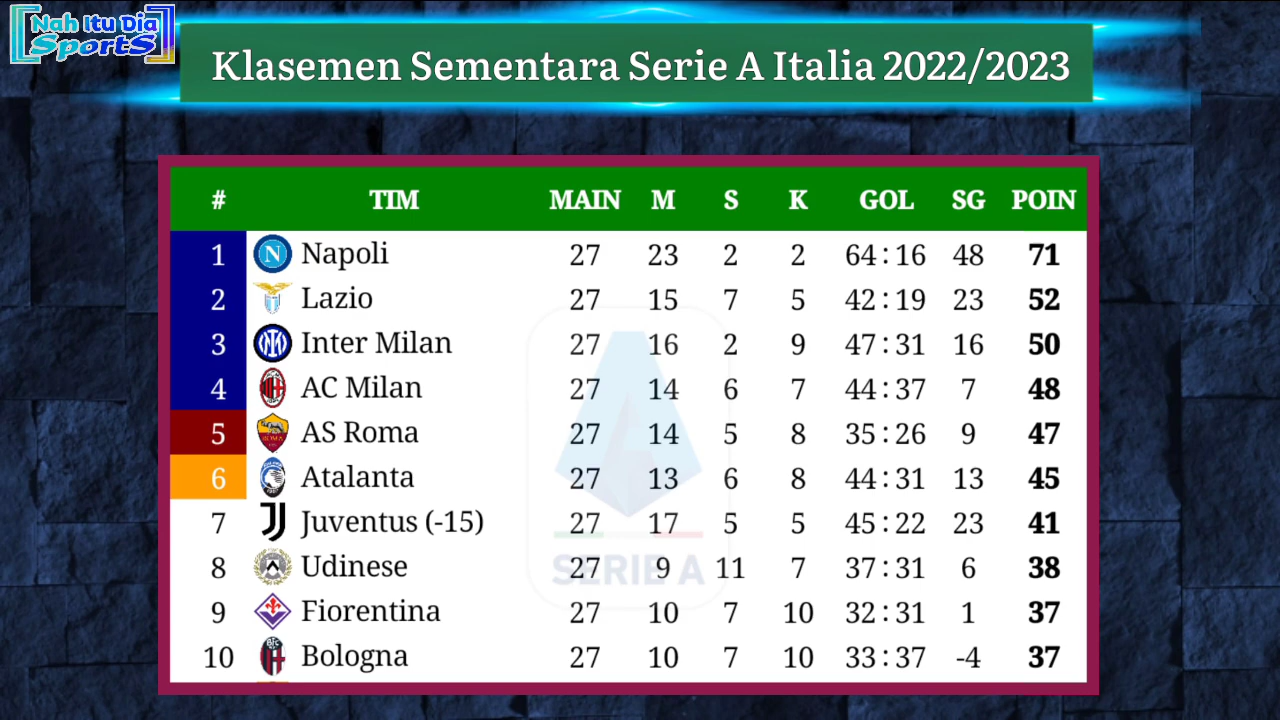 Nah Itu Dia
Sports
Klasemen Sementara Serie A Italia 2022/2023
# TIM MAIN M S K GOL SG POIN
1 Napoli 27 23 2 2 64:16 48 71
2 Lazio 27 15 7 5 42:19 23 52
3 Inter Milan 27 16 2 9 47:31 16 50
4 AC Milan 27 14 6 7 44:37 7 48
5 AS Roma 27 14 5 8 35:26 9 47
6 Atalanta 27 13 6 8 44:31 13 45
7 Juventus (-15) 27 17 5 5 45:22 23 41
8 Udinese 27 9 11 7 37:31 6 38
9 Fiorentina 27 10 7 10 32:31 1 37
10 Bologna 27 10 7 10 33:37 -4 37
SERIE A